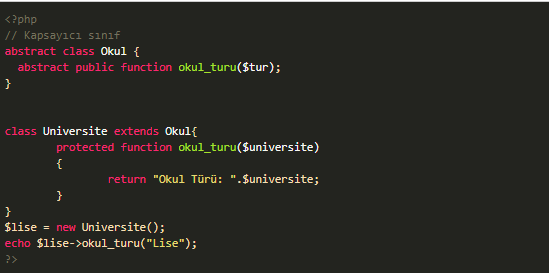 <?php
// Kapsayıcı sınıf
abstract class Okul {
  abstract public function okul_turu($tur);
}
class Universite extends Okul{
        protected function okul_turu($universite)
        {
                return "Okul Türü: ".$universite;
        }
}
$lise = new Universite();
echo $lise->okul_turu("Lise");
?>